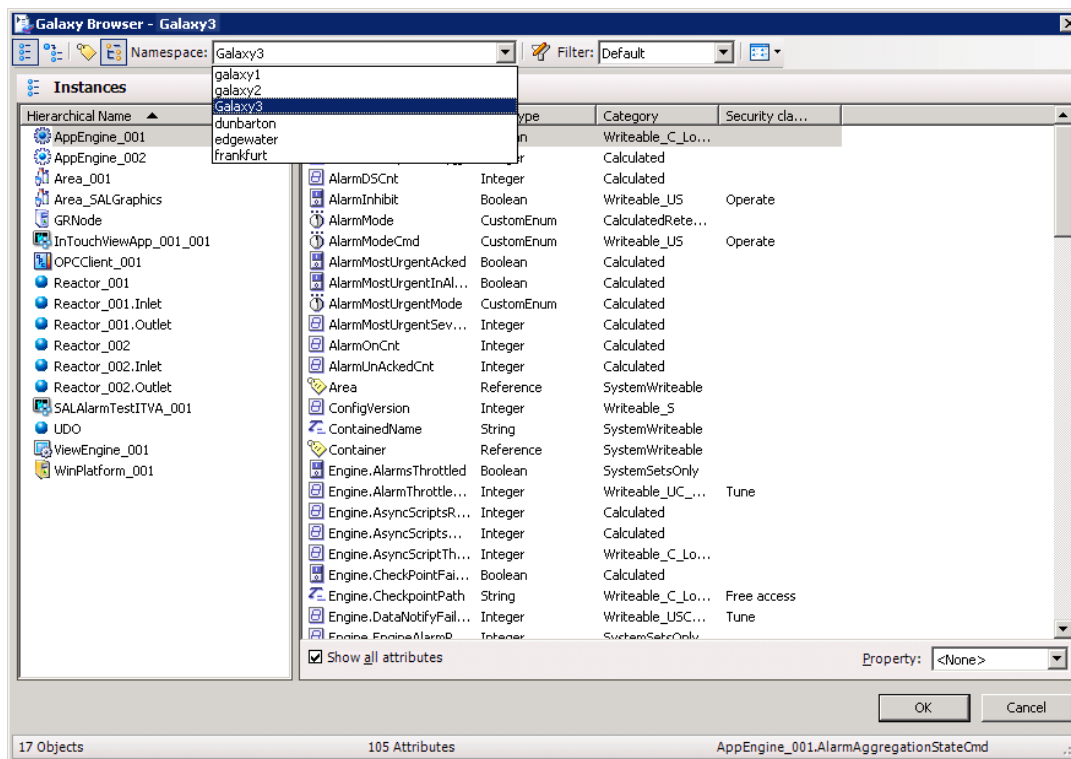 Galaxy Browser - Galaxy3
Namespace: Galaxy3 Filter: Default
galaxy1
galaxy2
Galaxy3
dunbarton
edgewater
frankfurt
Instances
Hierarchical Name
AppEngine_001
AppEngine_002
Area_001
Area_SALGraphics
GRNode
InTouchViewApp_001_001
OPCClient_001
Reactor_001
Reactor_001.Inlet
Reactor_001.Outlet
Reactor_002
Reactor_002.Inlet
Reactor_002.Outlet
SALAlarmTestITVA_001
UDO
ViewEngine_001
WinPlatform_001
ype Category Security cla...
n Writeable_C_Lo...
er Calculated
AlarmDSCnt Integer Calculated
AlarmInhibit Boolean Writeable_US Operate
AlarmMode CustomEnum CalculatedRete...
AlarmModeCmd CustomEnum Writeable_US Operate
AlarmMostUrgentAcked Boolean Calculated
AlarmMostUrgentInAl... Boolean Calculated
AlarmMostUrgentMode CustomEnum Calculated
AlarmMostUrgentSev... Integer Calculated
AlarmOnCnt Integer Calculated
AlarmUnAckedCnt Integer Calculated
Area Reference SystemWriteable
ConfigVersion Integer Writeable_S
ContainedName String SystemWriteable
Container Reference SystemWriteable
Engine.AlarmsThrottled Boolean SystemSetsOnly
Engine.AlarmThrottle... Integer Writeable_UC_... Tune
Engine.AsyncScriptsR... Integer Calculated
Engine.AsyncScripts... Integer Calculated
Engine.AsyncScriptTh... Integer Writeable_C_Lo...
Engine.CheckPointFai... Boolean Calculated
Engine.CheckpointPath String Writeable_C_Lo... Free access
Engine.DataNotifyFail... Integer Writeable_USC... Tune
Engine.EngineAlarmR... Integer SystemSetsOnly
Show all attributes
Property: <None>
OK Cancel
17 Objects 105 Attributes AppEngine_001.AlarmAggregationStateCmd